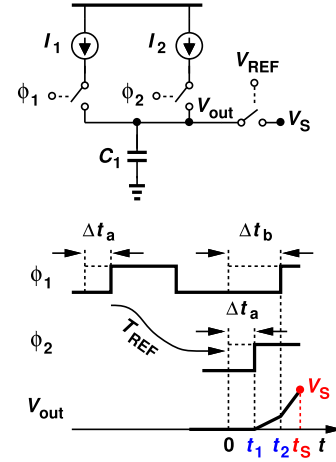 I1 I2
ϕ1 ϕ2 Vout VREF VS
C1
Δta Δtb
ϕ1
Δta
ϕ2 TREF
Vout VS
0 t1 t2 tS t